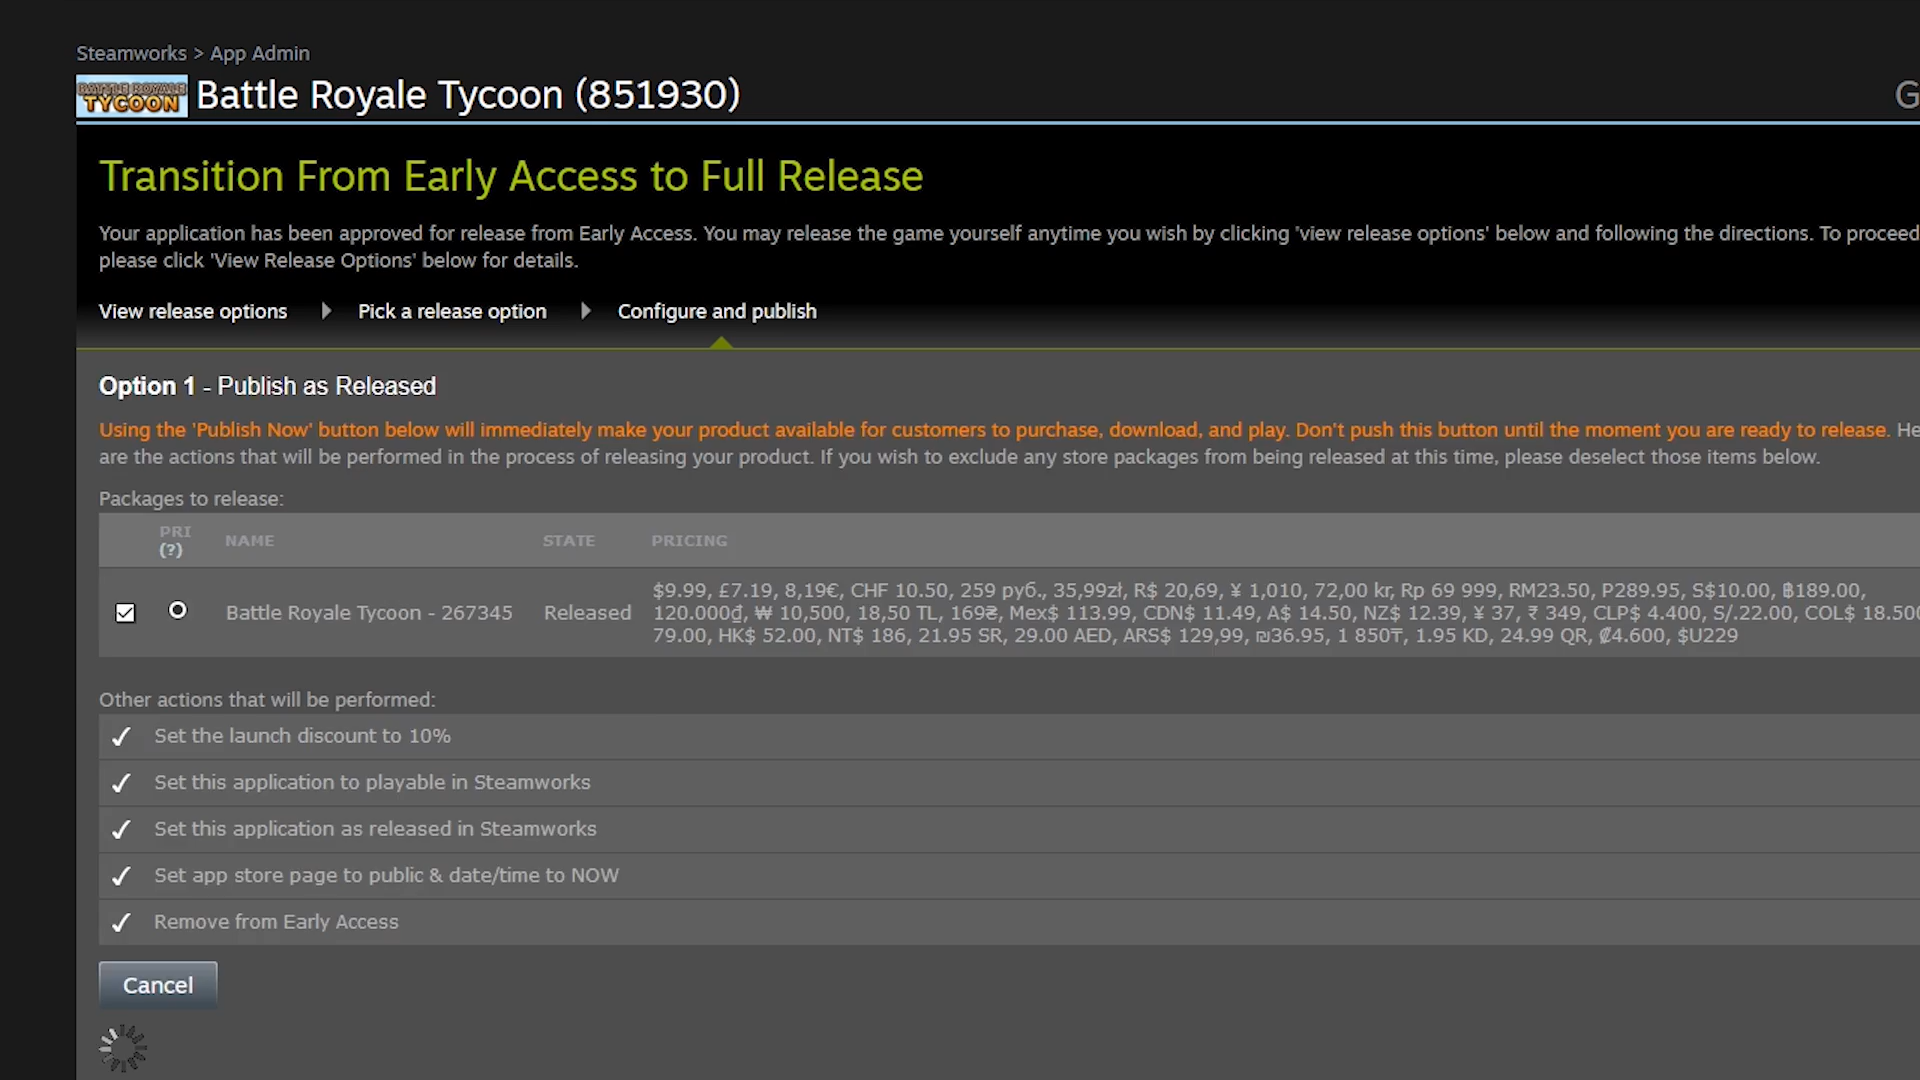 Steamworks > App Admin
BATTLE ROYALE
TYCOON
Battle Royale Tycoon (851930)
G
Transition From Early Access to Full Release
Your application has been approved for release from Early Access. You may release the game yourself anytime you wish by clicking 'view release options' below and following the directions. To proceed
please click 'View Release Options' below for details.
View release options
Pick a release option
Configure and publish
Option 1 - Publish as Released
Using the 'Publish Now' button below will immediately make your product available for customers to purchase, download, and play. Don't push this button until the moment you are ready to release. He
are the actions that will be performed in the process of releasing your product. If you wish to exclude any store packages from being released at this time, please deselect those items below.
Packages to release:
PRI
(?)
NAME
STATE
PRICING
Battle Royale Tycoon - 267345
Released
$9.99, £7.19, 8,19€, CHF 10.50, 259 руб., 35,99zł, R$ 20,69, ¥ 1,010, 72,00 kr, Rp 69 999, RM23.50, P289.95, S$10.00, ฿189.00,
120.000₫, ₩ 10,500, 18,50 TL, 169₴, Mex$ 113.99, CDN$ 11.49, A$ 14.50, NZ$ 12.39, ¥ 37, ₹ 349, CLP$ 4.400, S/.22.00, COL$ 18.500
79.00, HK$ 52.00, NT$ 186, 21.95 SR, 29.00 AED, ARS$ 129,99, ₪36.95, 1 850₸, 1.95 KD, 24.99 QR, ₡4.600, $U229
Other actions that will be performed:
Set the launch discount to 10%
Set this application to playable in Steamworks
Set this application as released in Steamworks
Set app store page to public & date/time to NOW
Remove from Early Access
Cancel